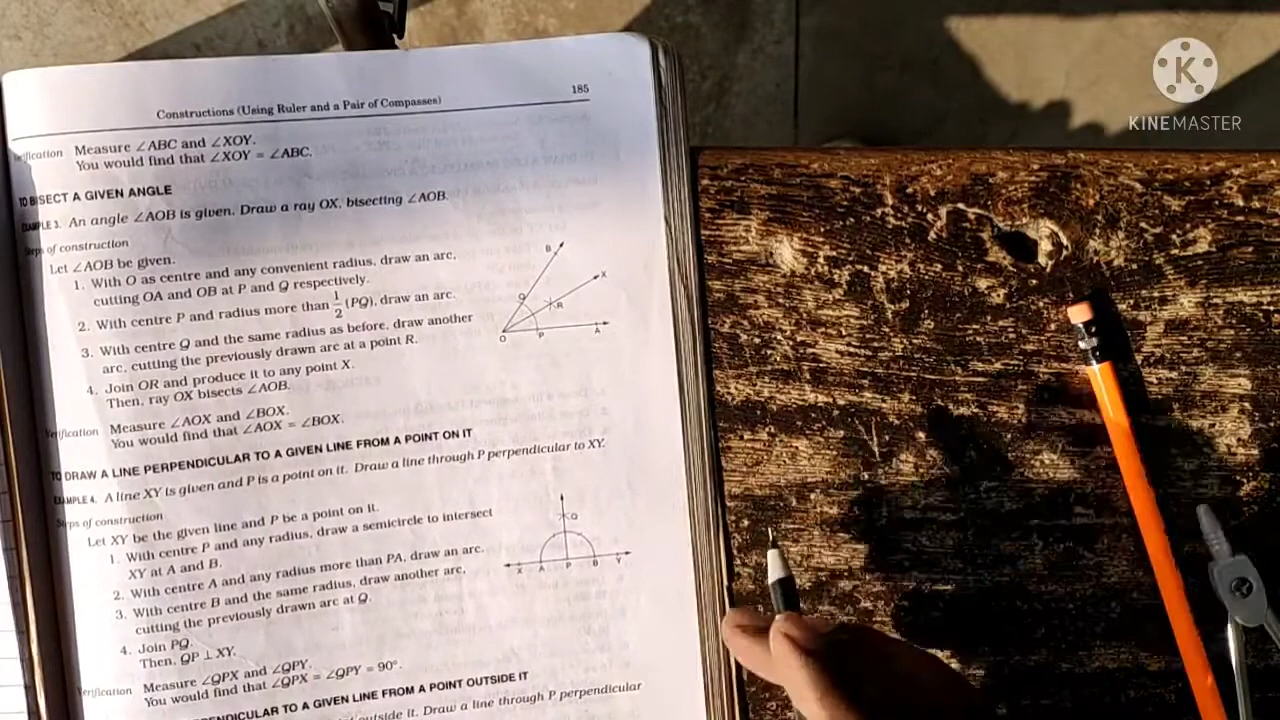 185
Constructions (Using Ruler and a Pair of Compasses)
Measure ∠ABC and ∠XOY.
You would find that ∠XOY = ∠ABC.
TO BISECT A GIVEN ANGLE
EXAMPLE 3. An angle ∠AOB is given. Draw a ray OX, bisecting ∠AOB.
Steps of construction
Let ∠AOB be given.
1. With O as centre and any convenient radius, draw an arc,
cutting OA and OB at P and Q respectively.
2. With centre P and radius more than 1/2 (PQ), draw an arc.
3. With centre Q and the same radius as before, draw another
arc, cutting the previously drawn arc at a point R.
4. Join OR and produce it to any point X.
Then, ray OX bisects ∠AOB.
Verification Measure ∠AOX and ∠BOX.
You would find that ∠AOX = ∠BOX.
B
X
Q
R
O
P
A
TO DRAW A LINE PERPENDICULAR TO A GIVEN LINE FROM A POINT ON IT
EXAMPLE 4. A line XY is given and P is a point on it. Draw a line through P perpendicular to XY.
Steps of construction
Let XY be the given line and P be a point on it.
1. With centre P and any radius, draw a semicircle to intersect
XY at A and B.
2. With centre A and any radius more than PA, draw an arc.
3. With centre B and the same radius, draw another arc,
cutting the previously drawn arc at Q.
4. Join PQ.
Then, QP ⊥ XY.
Verification Measure ∠QPX and ∠QPY.
You would find that ∠QPX = ∠QPY = 90°.
Q
X A P B Y
GIVEN LINE FROM A POINT OUTSIDE IT
outside it. Draw a line through P perpendicular
K
KINEMASTER